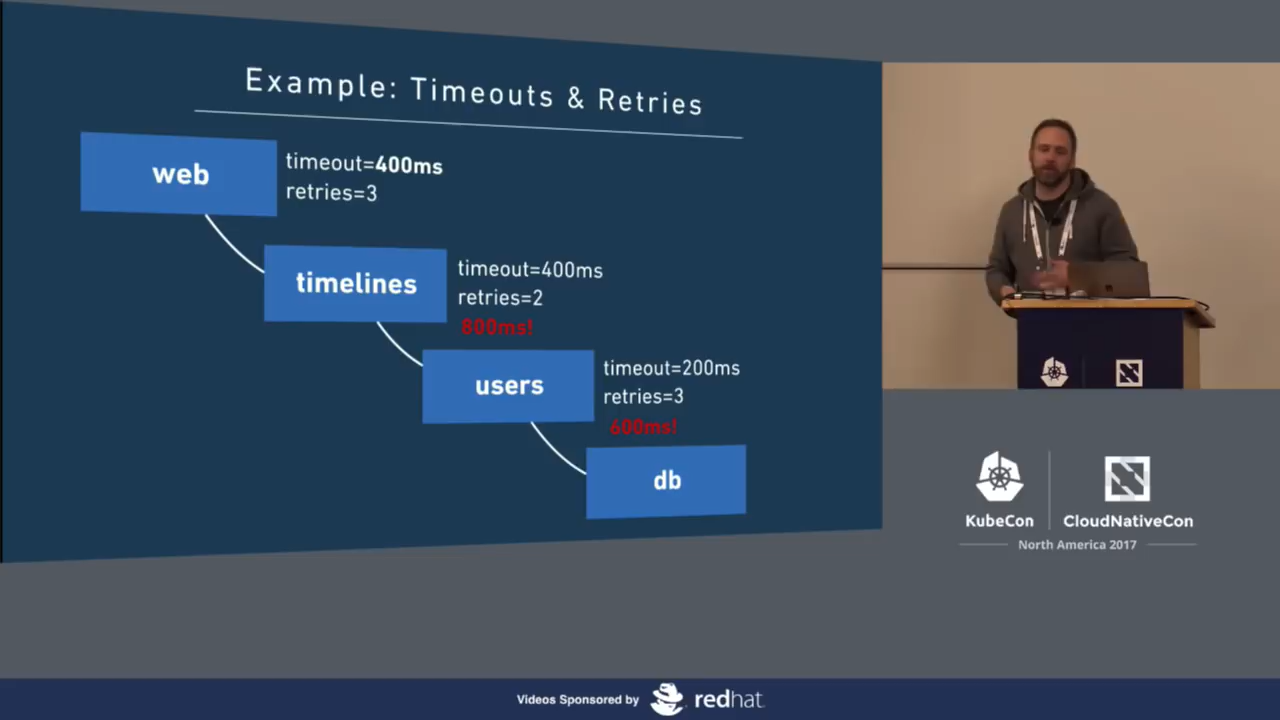 Example: Timeouts & Retries
web
timeout=400ms
retries=3
timelines
timeout=400ms
retries=2
800ms!
users
timeout=200ms
retries=3
600ms!
db
KubeCon
CloudNativeCon
North America 2017
Videos Sponsored by
redhat.